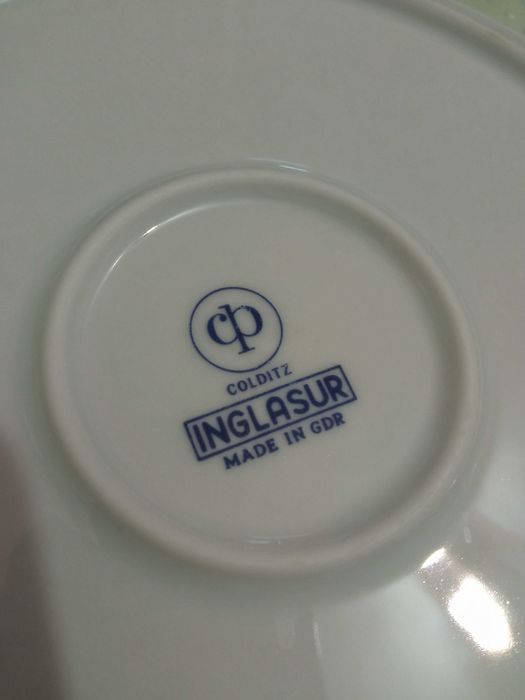 cp
COLDITZ
INGLASUR
MADE IN GDR